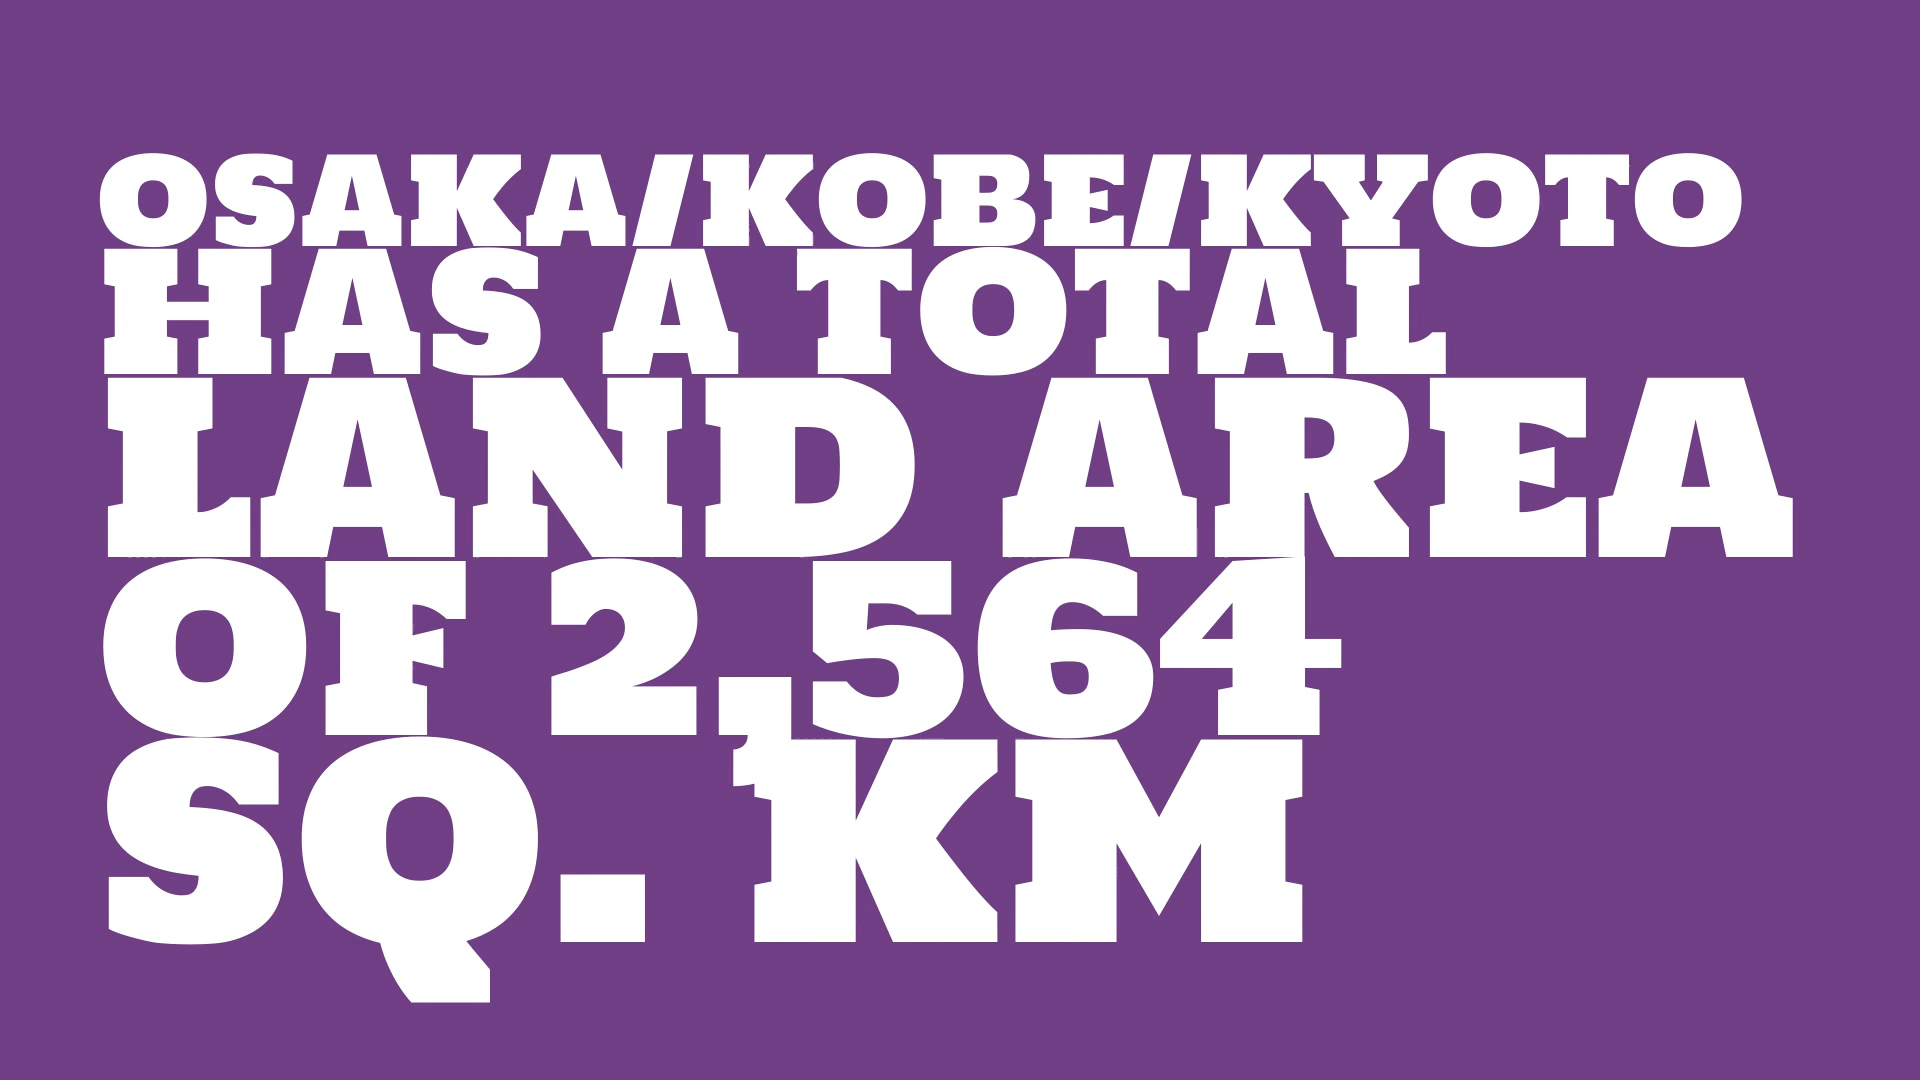 OSAKA/KOBE/KYOTO
HAS A TOTAL
LAND AREA
OF 2,564
SQ. KM